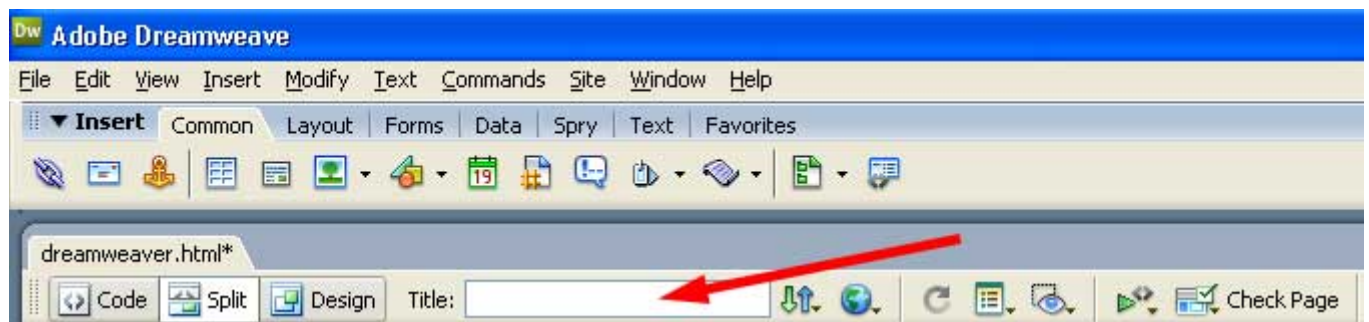 Dw Adobe Dreamweave
File Edit View Insert Modify Text Commands Site Window Help
▼ Insert Common Layout Forms Data Spry Text Favorites
19
dreamweaver.html*
Code Split Design Title: Check Page